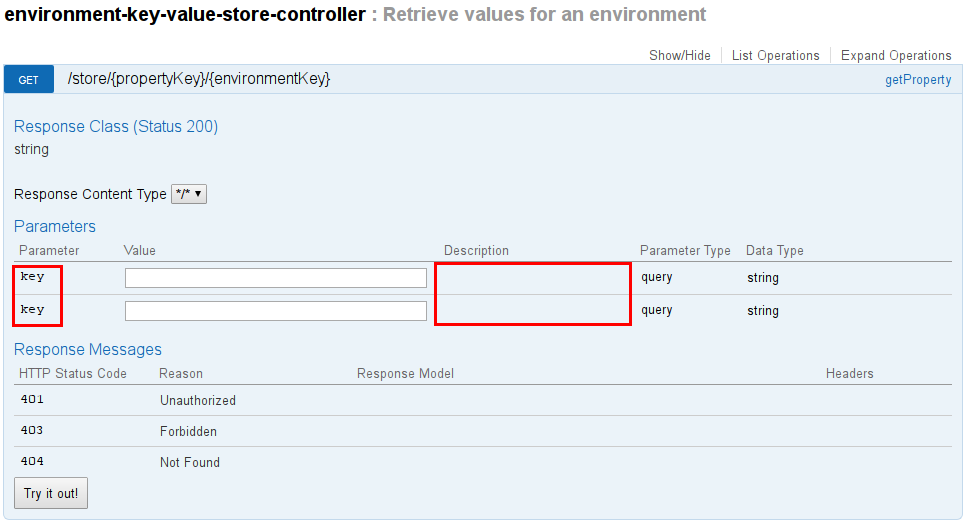 environment-key-value-store-controller : Retrieve values for an environment
Show/Hide List Operations Expand Operations
GET /store/{propertyKey}/{environmentKey} getProperty
Response Class (Status 200)
string
Response Content Type */* ▼
Parameters
Parameter Value Description Parameter Type Data Type
key query string
key query string
Response Messages
HTTP Status Code Reason Response Model Headers
401 Unauthorized
403 Forbidden
404 Not Found
Try it out!